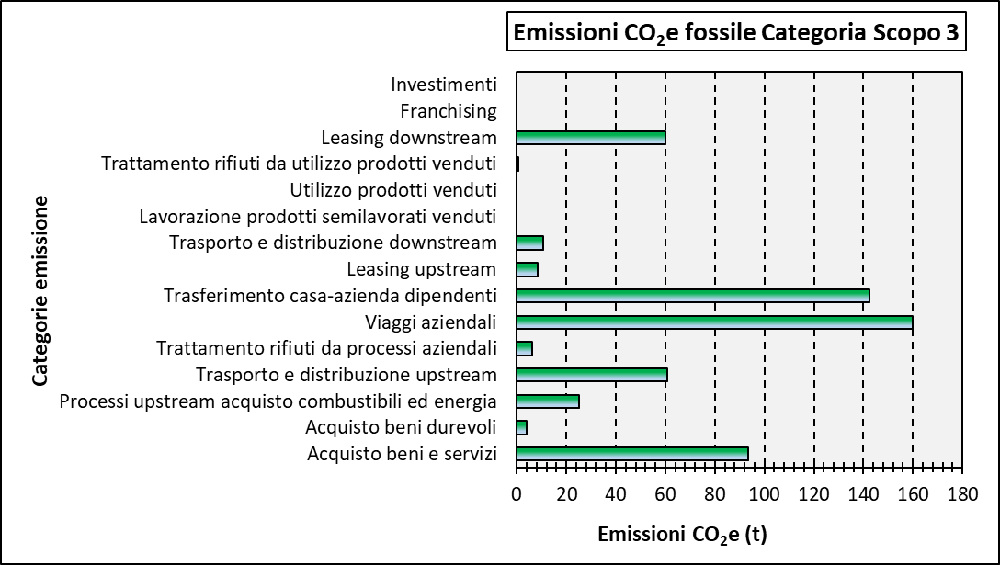 Emissioni CO₂e fossile Categoria Scopo 3
Investimenti
Franchising
Leasing downstream
Trattamento rifiuti da utilizzo prodotti venduti
Utilizzo prodotti venduti
Lavorazione prodotti semilavorati venduti
Trasporto e distribuzione downstream
Leasing upstream
Trasferimento casa-azienda dipendenti
Viaggi aziendali
Trattamento rifiuti da processi aziendali
Trasporto e distribuzione upstream
Processi upstream acquisto combustibili ed energia
Acquisto beni durevoli
Acquisto beni e servizi
Categorie emissione
0 20 40 60 80 100 120 140 160 180
Emissioni CO₂e (t)